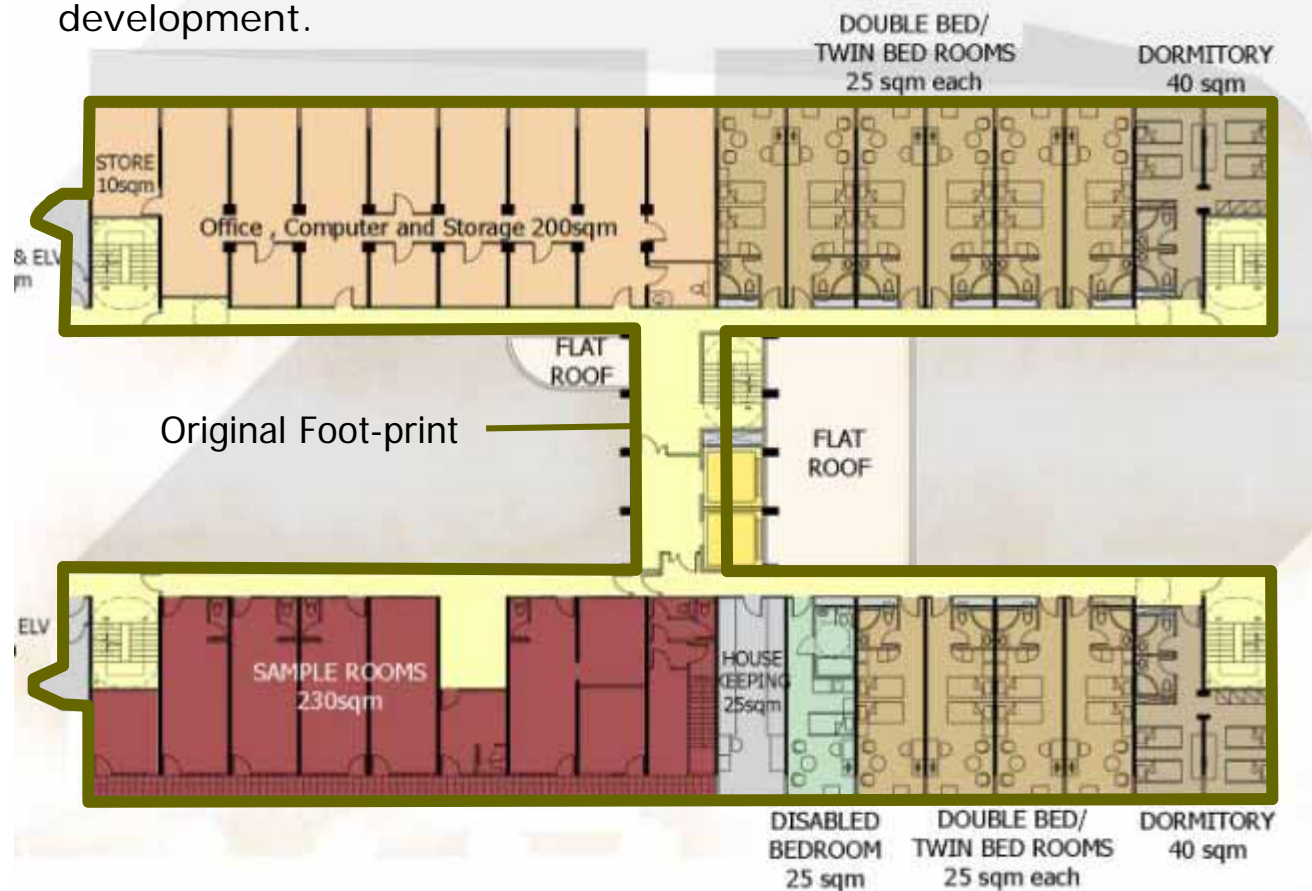 development.
DOUBLE BED/
TWIN BED ROOMS
25 sqm each
DORMITORY
40 sqm
STORE
10sqm
Office , Computer and Storage 200sqm
& ELV
FLAT
ROOF
Original Foot-print
FLAT
ROOF
ELV
SAMPLE ROOMS
230sqm
HOUSE
KEEPING
25sqm
DISABLED
BEDROOM
25 sqm
DOUBLE BED/
TWIN BED ROOMS
25 sqm each
DORMITORY
40 sqm